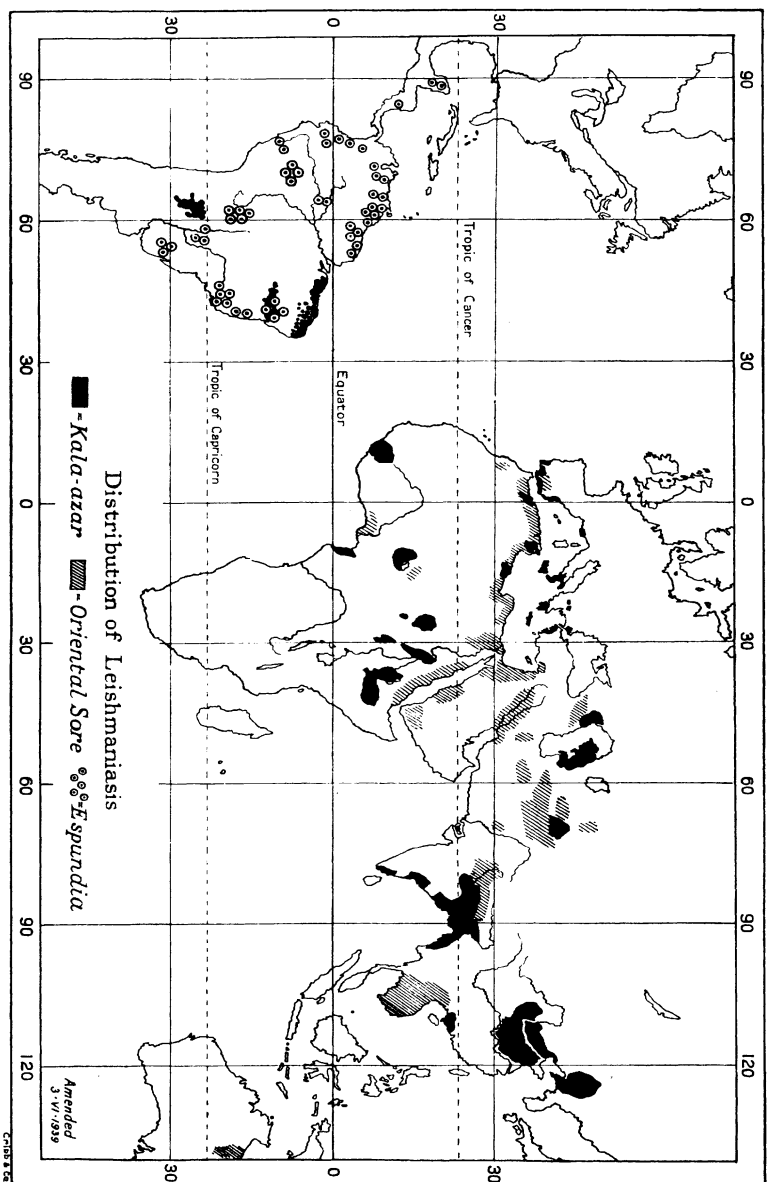 90 60 30 0 30 60 90 120
30 30
Tropic of Cancer
Equator
0 0
Tropic of Capricorn
30 30
Distribution of Leishmaniasis
= Kala-azar = Oriental Sore = Espundia
Amended
3·VI·1939
90 60 30 0 30 60 90 120